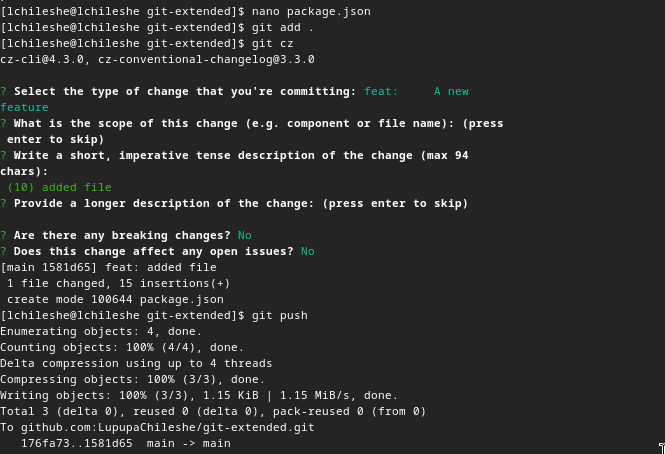 [lchileshe@lchileshe git-extended]$ nano package.json
[lchileshe@lchileshe git-extended]$ git add .
[lchileshe@lchileshe git-extended]$ git cz
cz-cli@4.3.0, cz-conventional-changelog@3.3.0
? Select the type of change that you're committing: feat:     A new
feature
? What is the scope of this change (e.g. component or file name): (press
 enter to skip)
? Write a short, imperative tense description of the change (max 94
chars):
 (10) added file
? Provide a longer description of the change: (press enter to skip)
? Are there any breaking changes? No
? Does this change affect any open issues? No
[main 1581d65] feat: added file
 1 file changed, 15 insertions(+)
 create mode 100644 package.json
[lchileshe@lchileshe git-extended]$ git push
Enumerating objects: 4, done.
Counting objects: 100% (4/4), done.
Delta compression using up to 4 threads
Compressing objects: 100% (3/3), done.
Writing objects: 100% (3/3), 1.15 KiB | 1.15 MiB/s, done.
Total 3 (delta 0), reused 0 (delta 0), pack-reused 0 (from 0)
To github.com:LupupaChileshe/git-extended.git
   176fa73..1581d65  main -> main